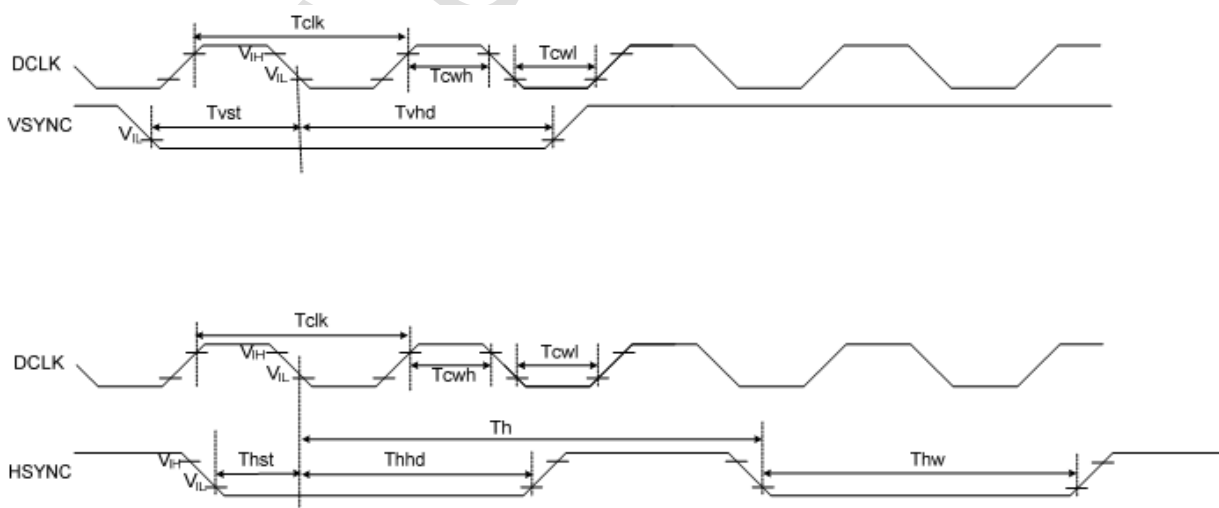 Tclk
DCLK VIH VIL Tcwh Tcwl
VSYNC VIL Tvst Tvhd
Tclk
DCLK VIH VIL Tcwh Tcwl
Th
HSYNC VIH VIL Thst Thhd Thw